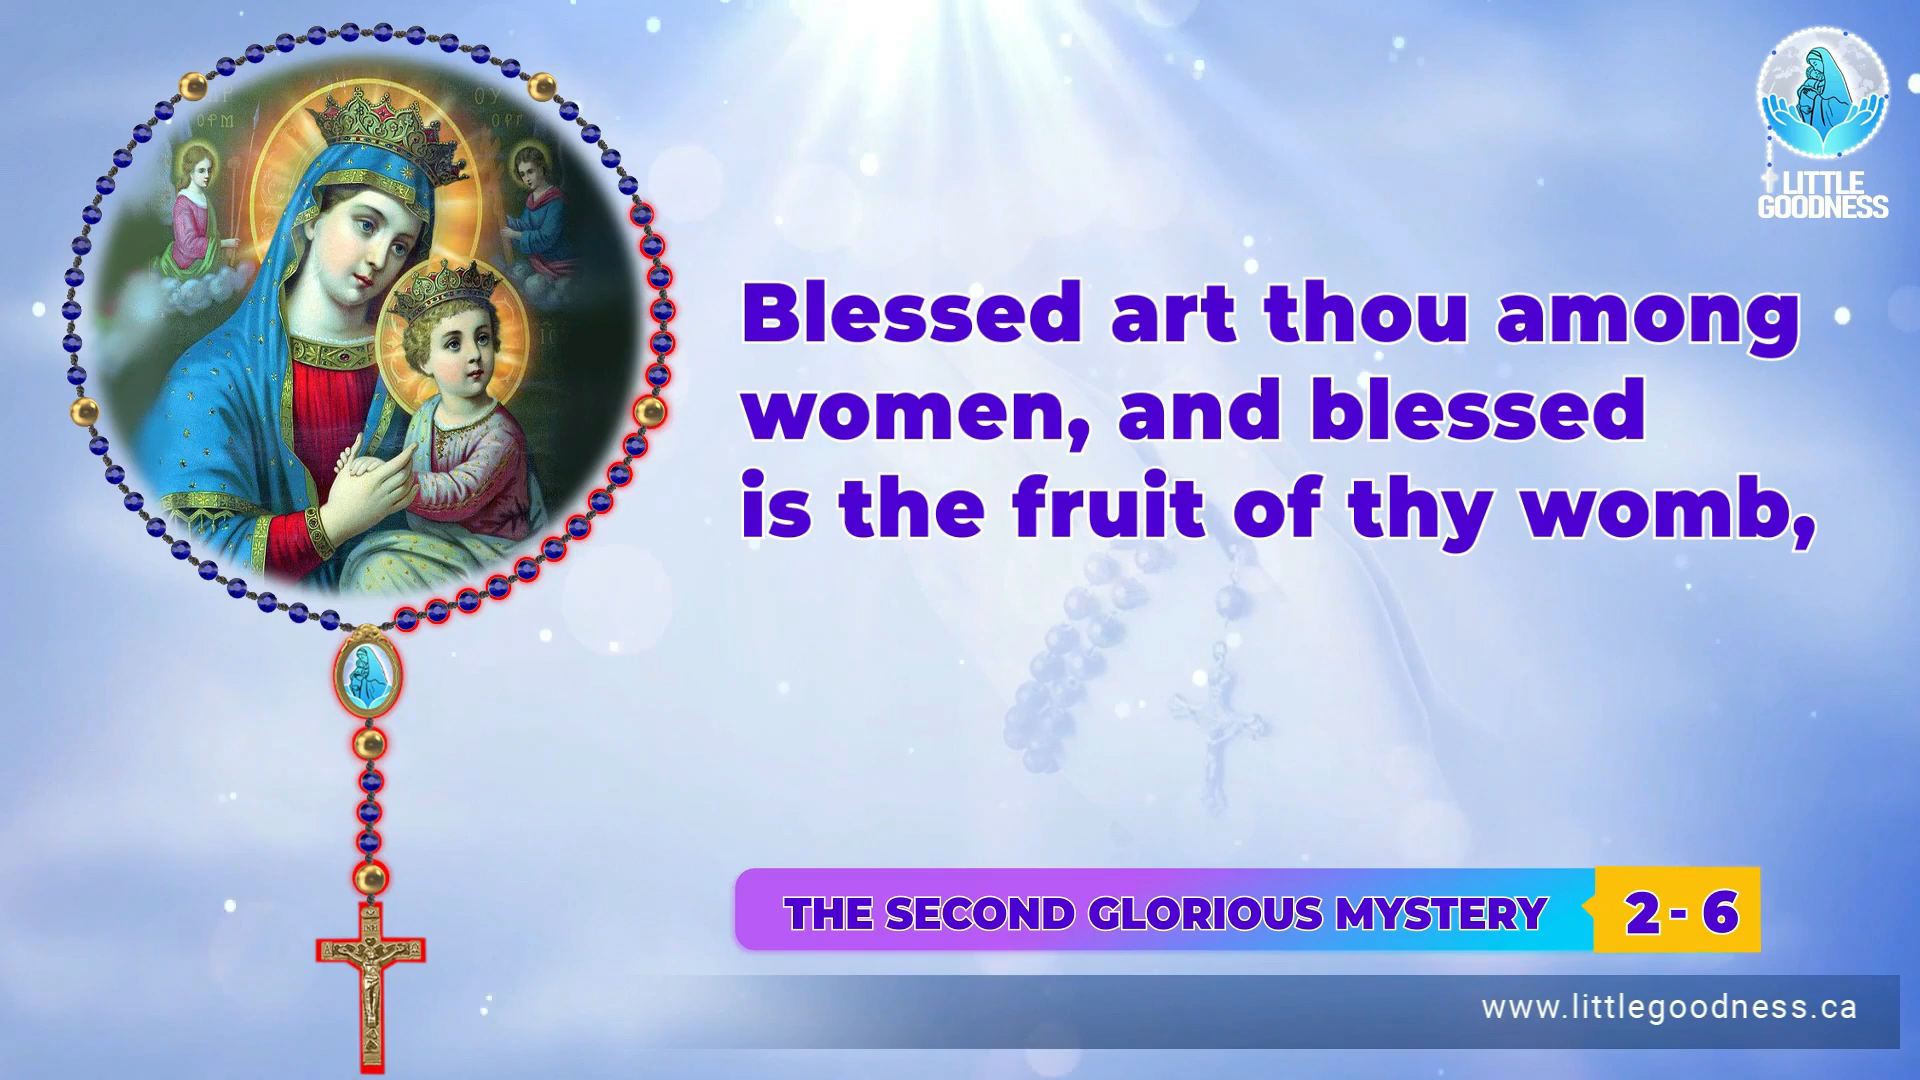 LITTLE
GOODNESS
Blessed art thou among
women, and blessed
is the fruit of thy womb,
THE SECOND GLORIOUS MYSTERY
2 - 6
www.littlegoodness.ca